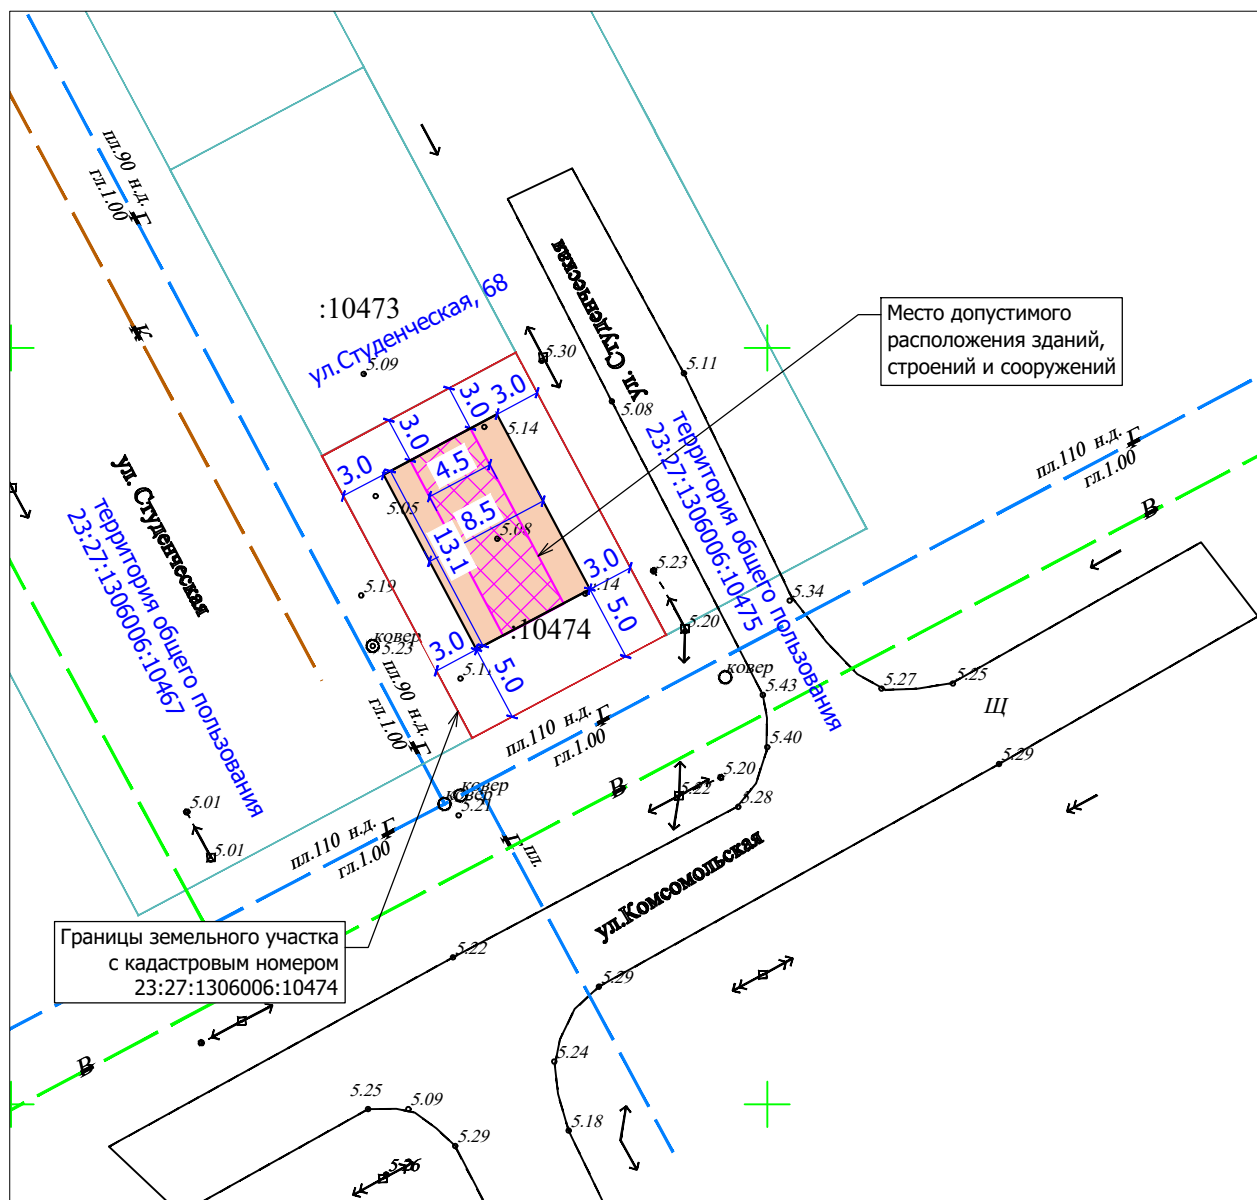 пл.90 н.д.
гл.1.00
Г
К
:10473
ул.Студенческая, 68
5.09
ул. Студенческая
5.30
5.11
5.08
Место допустимого
расположения зданий,
строений и сооружений
3.0
3.0
3.0
3.0
5.14
5.05
4.5
8.5
13.1
5.08
территория общего пользования
23:27:1306006:10475
пл.110 н.д.
гл.1.00
Г
В
ул. Студенческая
территория общего пользования
23:27:1306006:10467
5.19
ковер
5.23
3.0
5.14
5.0
:10474
3.0
5.0
5.23
5.20
5.34
ковер
5.43
5.27
5.25
Щ
пл.90 н.д.
гл.1.00
Г
пл.110 н.д.
гл.1.00
Г
5.40
5.29
5.20
5.22
5.28
В
ковер
ковер
5.21
5.01
5.01
пл.110 н.д.
гл.1.00
Г
Г пл.
ул.Комсомольская
Границы земельного участка
с кадастровым номером
23:27:1306006:10474
5.22
5.29
В
5.24
5.25
5.09
5.18
5.29
5.26